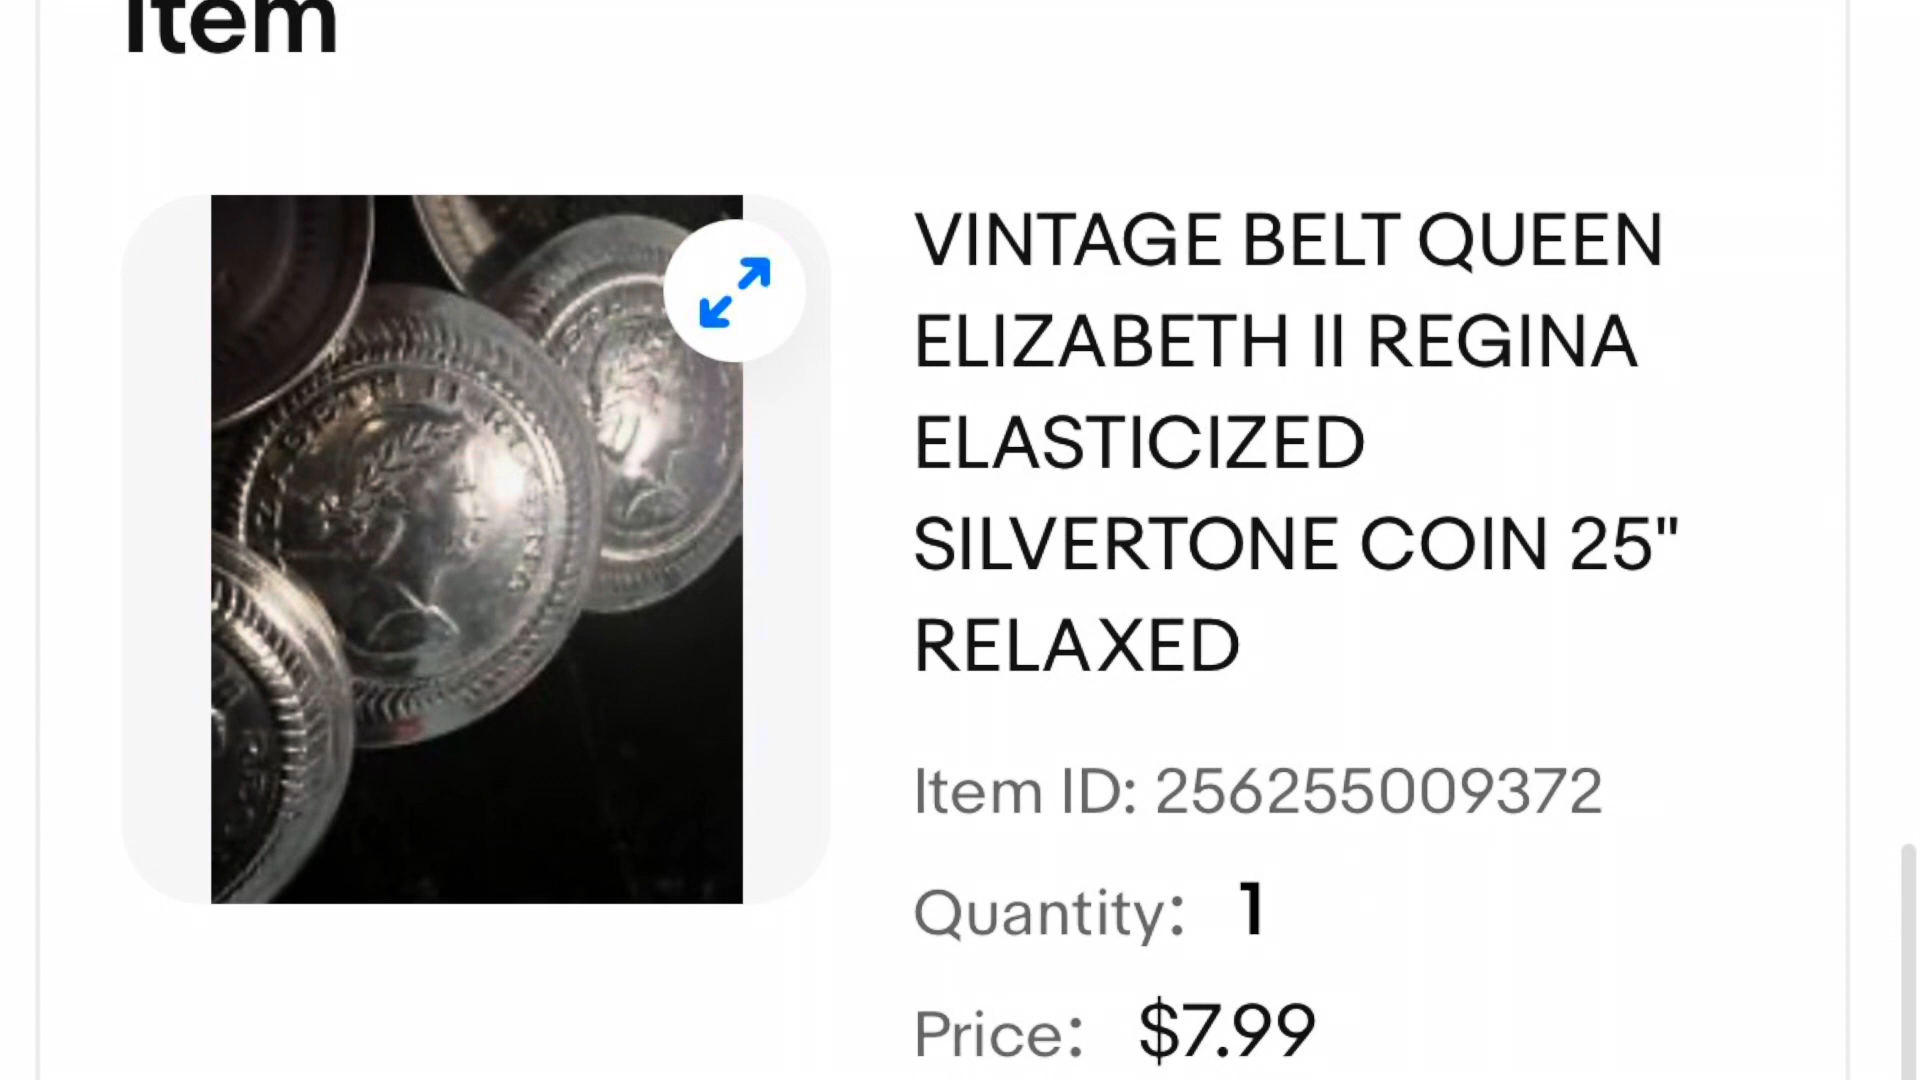 Item
VINTAGE BELT QUEEN
ELIZABETH II REGINA
ELASTICIZED
SILVERTONE COIN 25"
RELAXED
Item ID: 256255009372
Quantity: 1
Price: $7.99